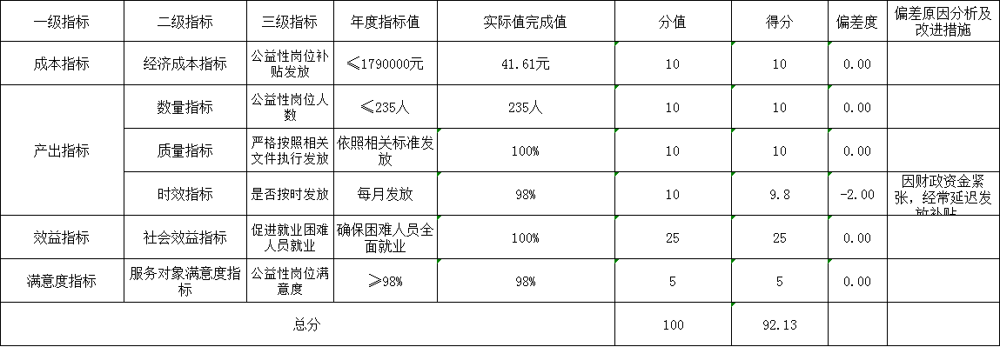 一级指标 二级指标 三级指标 年度指标值 实际值完成值 分值 得分 偏差度 偏差原因分析及
改进措施
成本指标 经济成本指标 公益性岗位补
贴发放 ≤1790000元 41.61元 10 10 0.00
产出指标 数量指标 公益性岗位人
数 ≤235人 235人 10 10 0.00
质量指标 严格按照相关
文件执行发放 依照相关标准发
放 100% 10 10 0.00
时效指标 是否按时发放 每月发放 98% 10 9.8 -2.00 因财政资金紧
张，经常延迟发
放补贴
效益指标 社会效益指标 促进就业困难
人员就业 确保困难人员全
面就业 100% 25 25 0.00
满意度指标 服务对象满意度指
标 公益性岗位满
意度 ≥98% 98% 5 5 0.00
总分 100 92.13